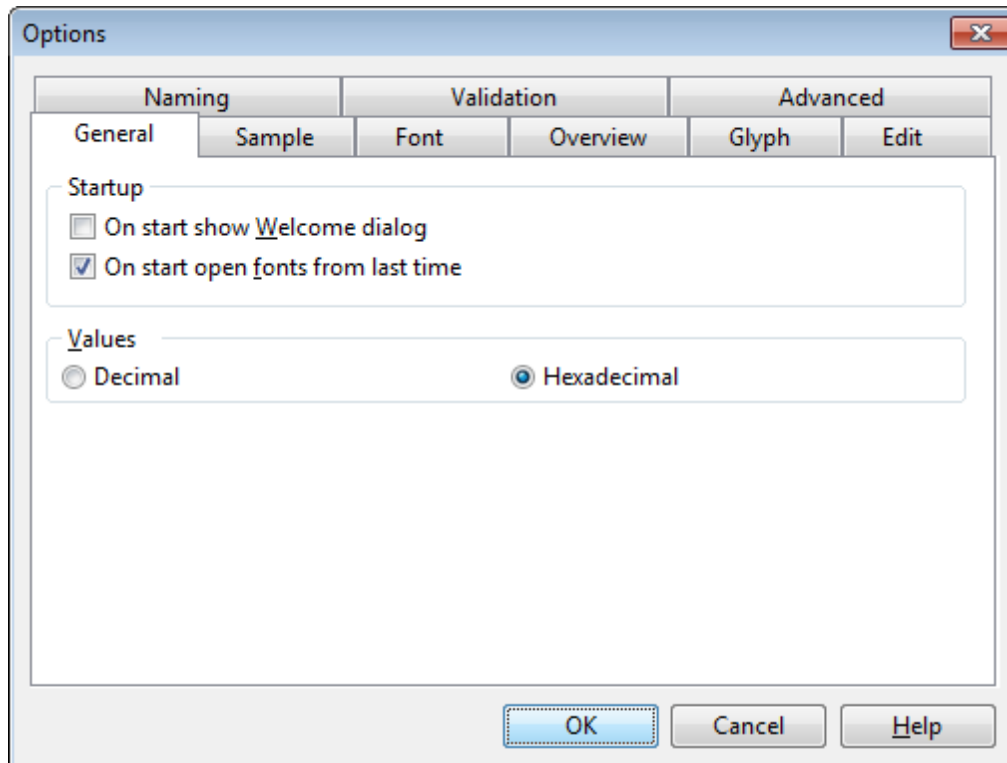 Options
Naming Validation Advanced
General Sample Font Overview Glyph Edit
Startup
On start show Welcome dialog
On start open fonts from last time
Values
Decimal Hexadecimal
OK Cancel Help